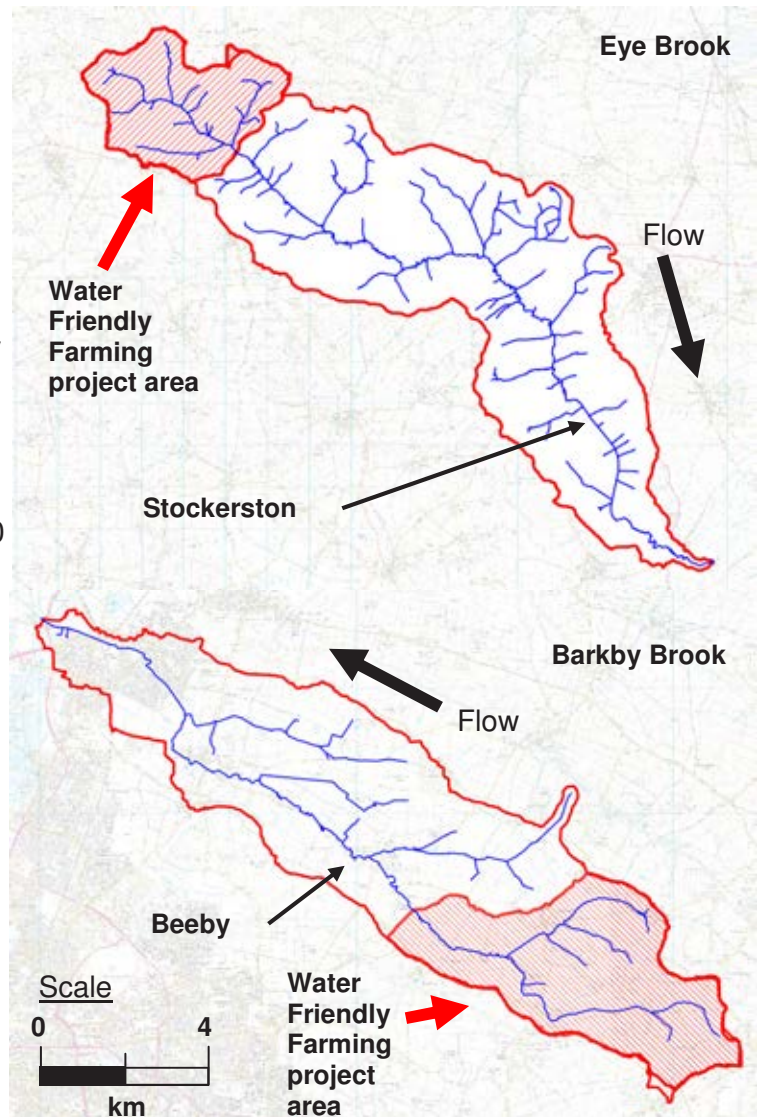 Eye Brook
Flow
Water
Friendly
Farming
project area
Stockerston
Barkby Brook
Flow
Beeby
Water
Friendly
Farming
project
area
Scale
0
4
km